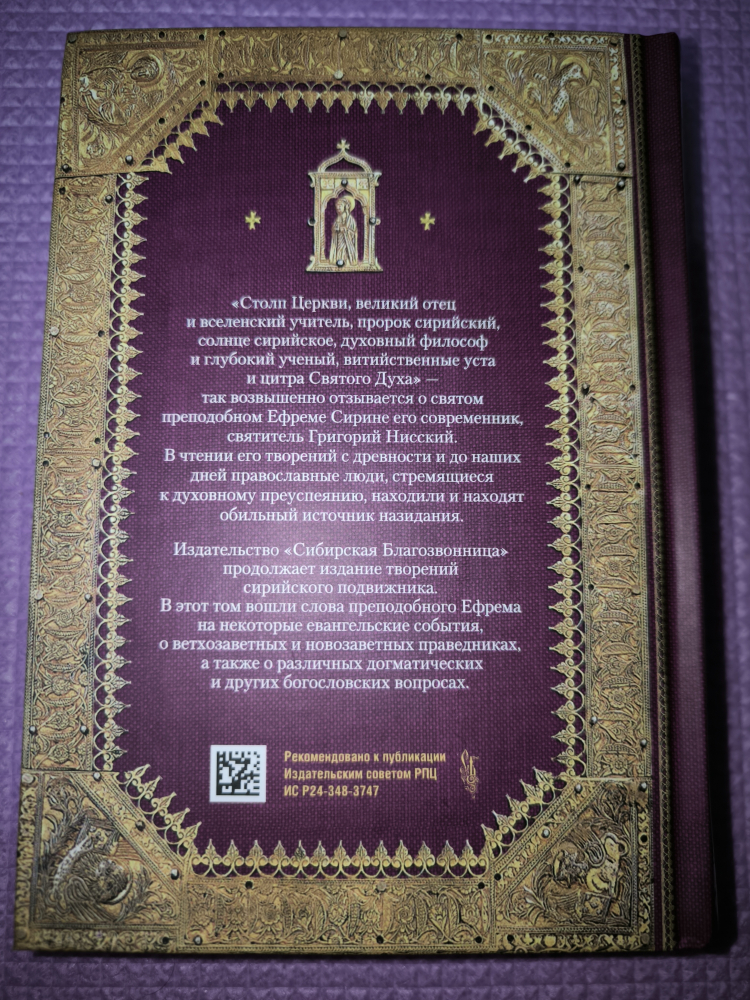 «Столп Церкви, великий отец
и вселенский учитель, пророк сирийский,
солнце сирийское, духовный философ
и глубокий ученый, витийственные уста
и цитра Святого Духа» —
так возвышенно отзывается о святом
преподобном Ефреме Сирине его современник,
святитель Григорий Нисский.
В чтении его творений с древности и до наших
дней православные люди, стремящиеся
к духовному преуспеянию, находили и находят
обильный источник назидания.
Издательство «Сибирская Благозвонница»
продолжает издание творений
сирийского подвижника.
В этот том вошли слова преподобного Ефрема
на некоторые евангельские события,
о ветхозаветных и новозаветных праведниках,
а также о различных догматических
и других богословских вопросах.
Рекомендовано к публикации
Издательским советом РПЦ
ИС Р24-348-3747